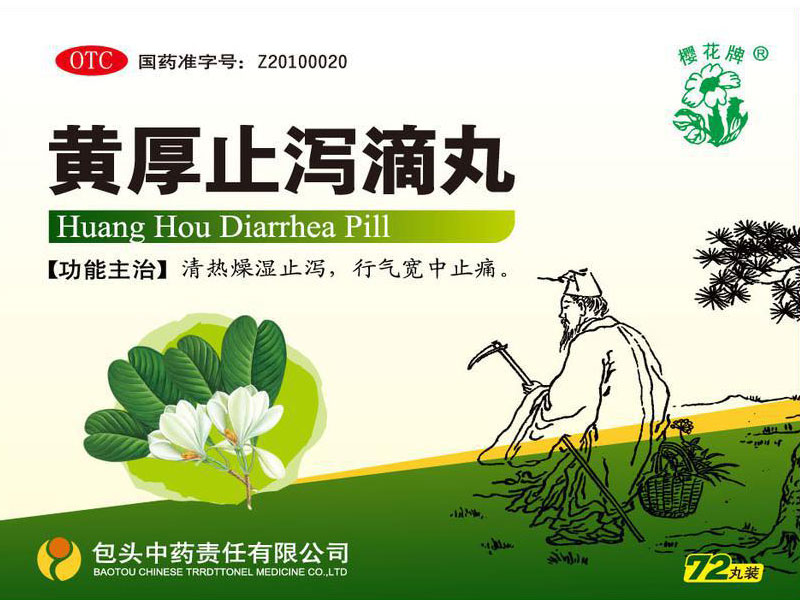 OTC 国药准字号：Z20100020
樱花牌®
黄厚止泻滴丸
Huang Hou Diarrhea Pill
【功能主治】清热燥湿止泻，行气宽中止痛。
包头中药责任有限公司
BAOTOU CHINESE TRRDTTONEL MEDICINE CO.,LTD
72丸装